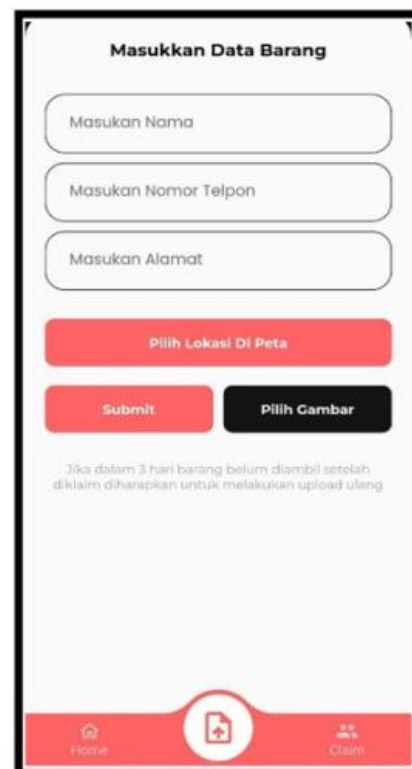 Masukkan Data Barang
Masukan Nama
Masukan Nomor Telpon
Masukan Alamat
Pilih Lokasi Di Peta
Submit
Pilih Gambar
Jika dalam 3 hari barang belum diambil setelah
diklaim diharapkan untuk melakukan upload ulang
Home
Claim